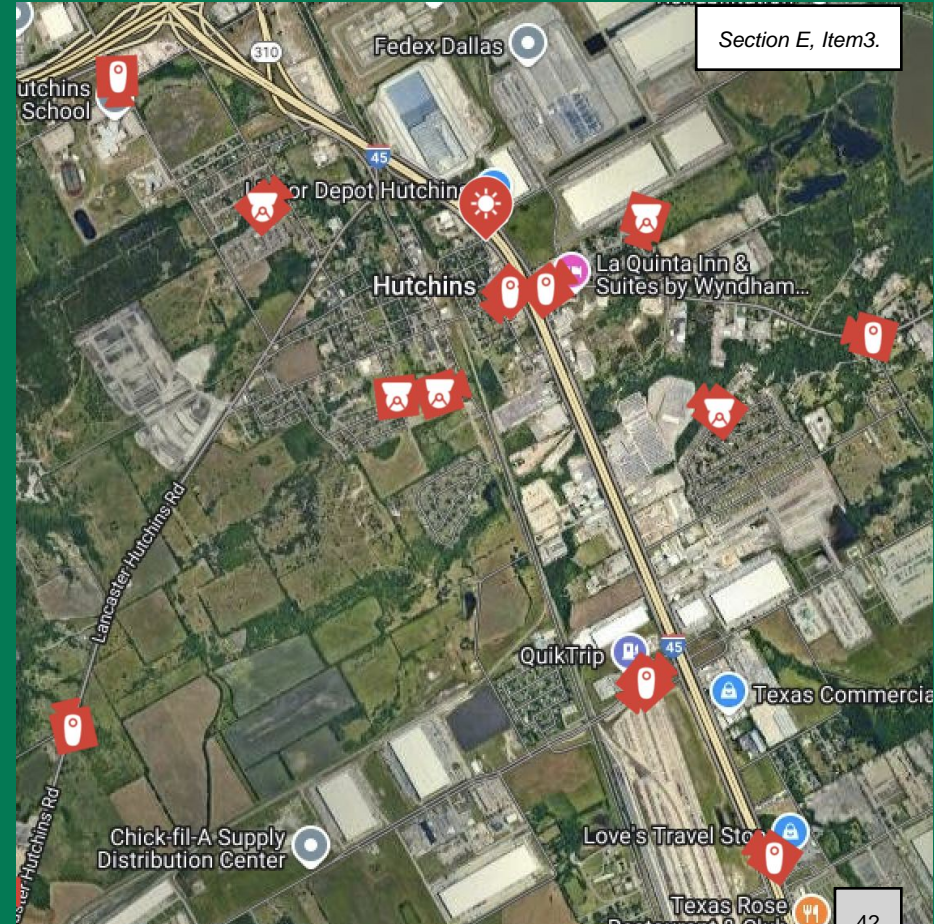 Section E, Item3.
310
Fedex Dallas
utchins
School
45
or Depot Hutchins
Hutchins
La Quinta Inn &
Suites by Wyndham...
Lancaster Hutchins Rd
QuikTrip
45
Texas Commercia
ster Hutchins Rd
Chick-fil-A Supply
Distribution Center
Love's Travel Sto
Texas Rose
42